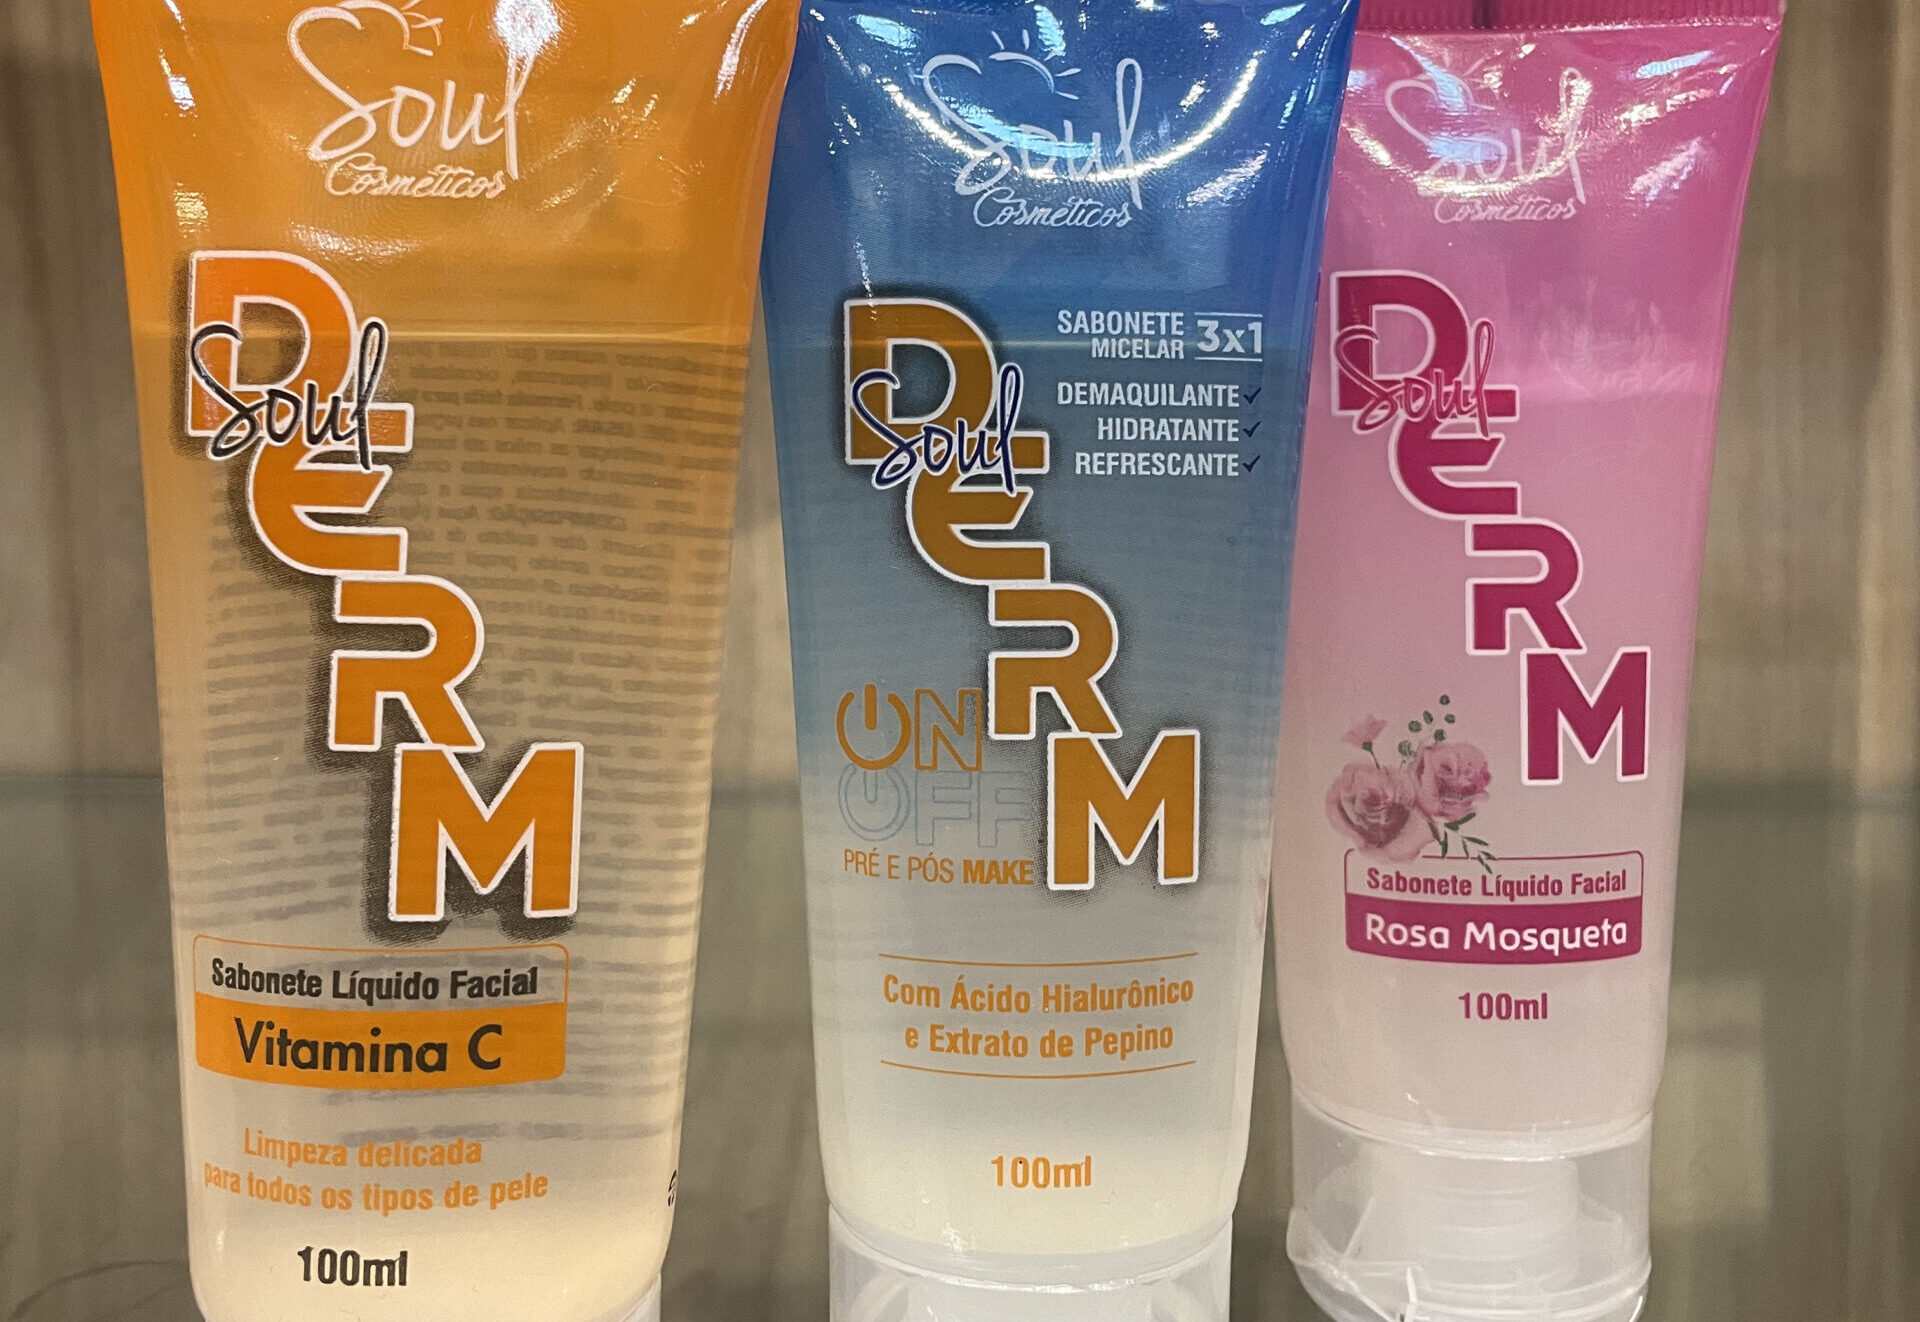 Soul
Cosméticos
Soul
DERM
Sabonete Líquido Facial
Vitamina C
Limpeza delicada
para todos os tipos de pele
100ml
Soul
Cosméticos
SABONETE
MICELAR
3x1
DEMAQUILANTE✓
HIDRATANTE✓
REFRESCANTE✓
Soul
DERM
ON
OFF
PRÉ E PÓS MAKE
Com Ácido Hialurônico
e Extrato de Pepino
100ml
Soul
Cosméticos
Soul
DERM
Sabonete Líquido Facial
Rosa Mosqueta
100ml